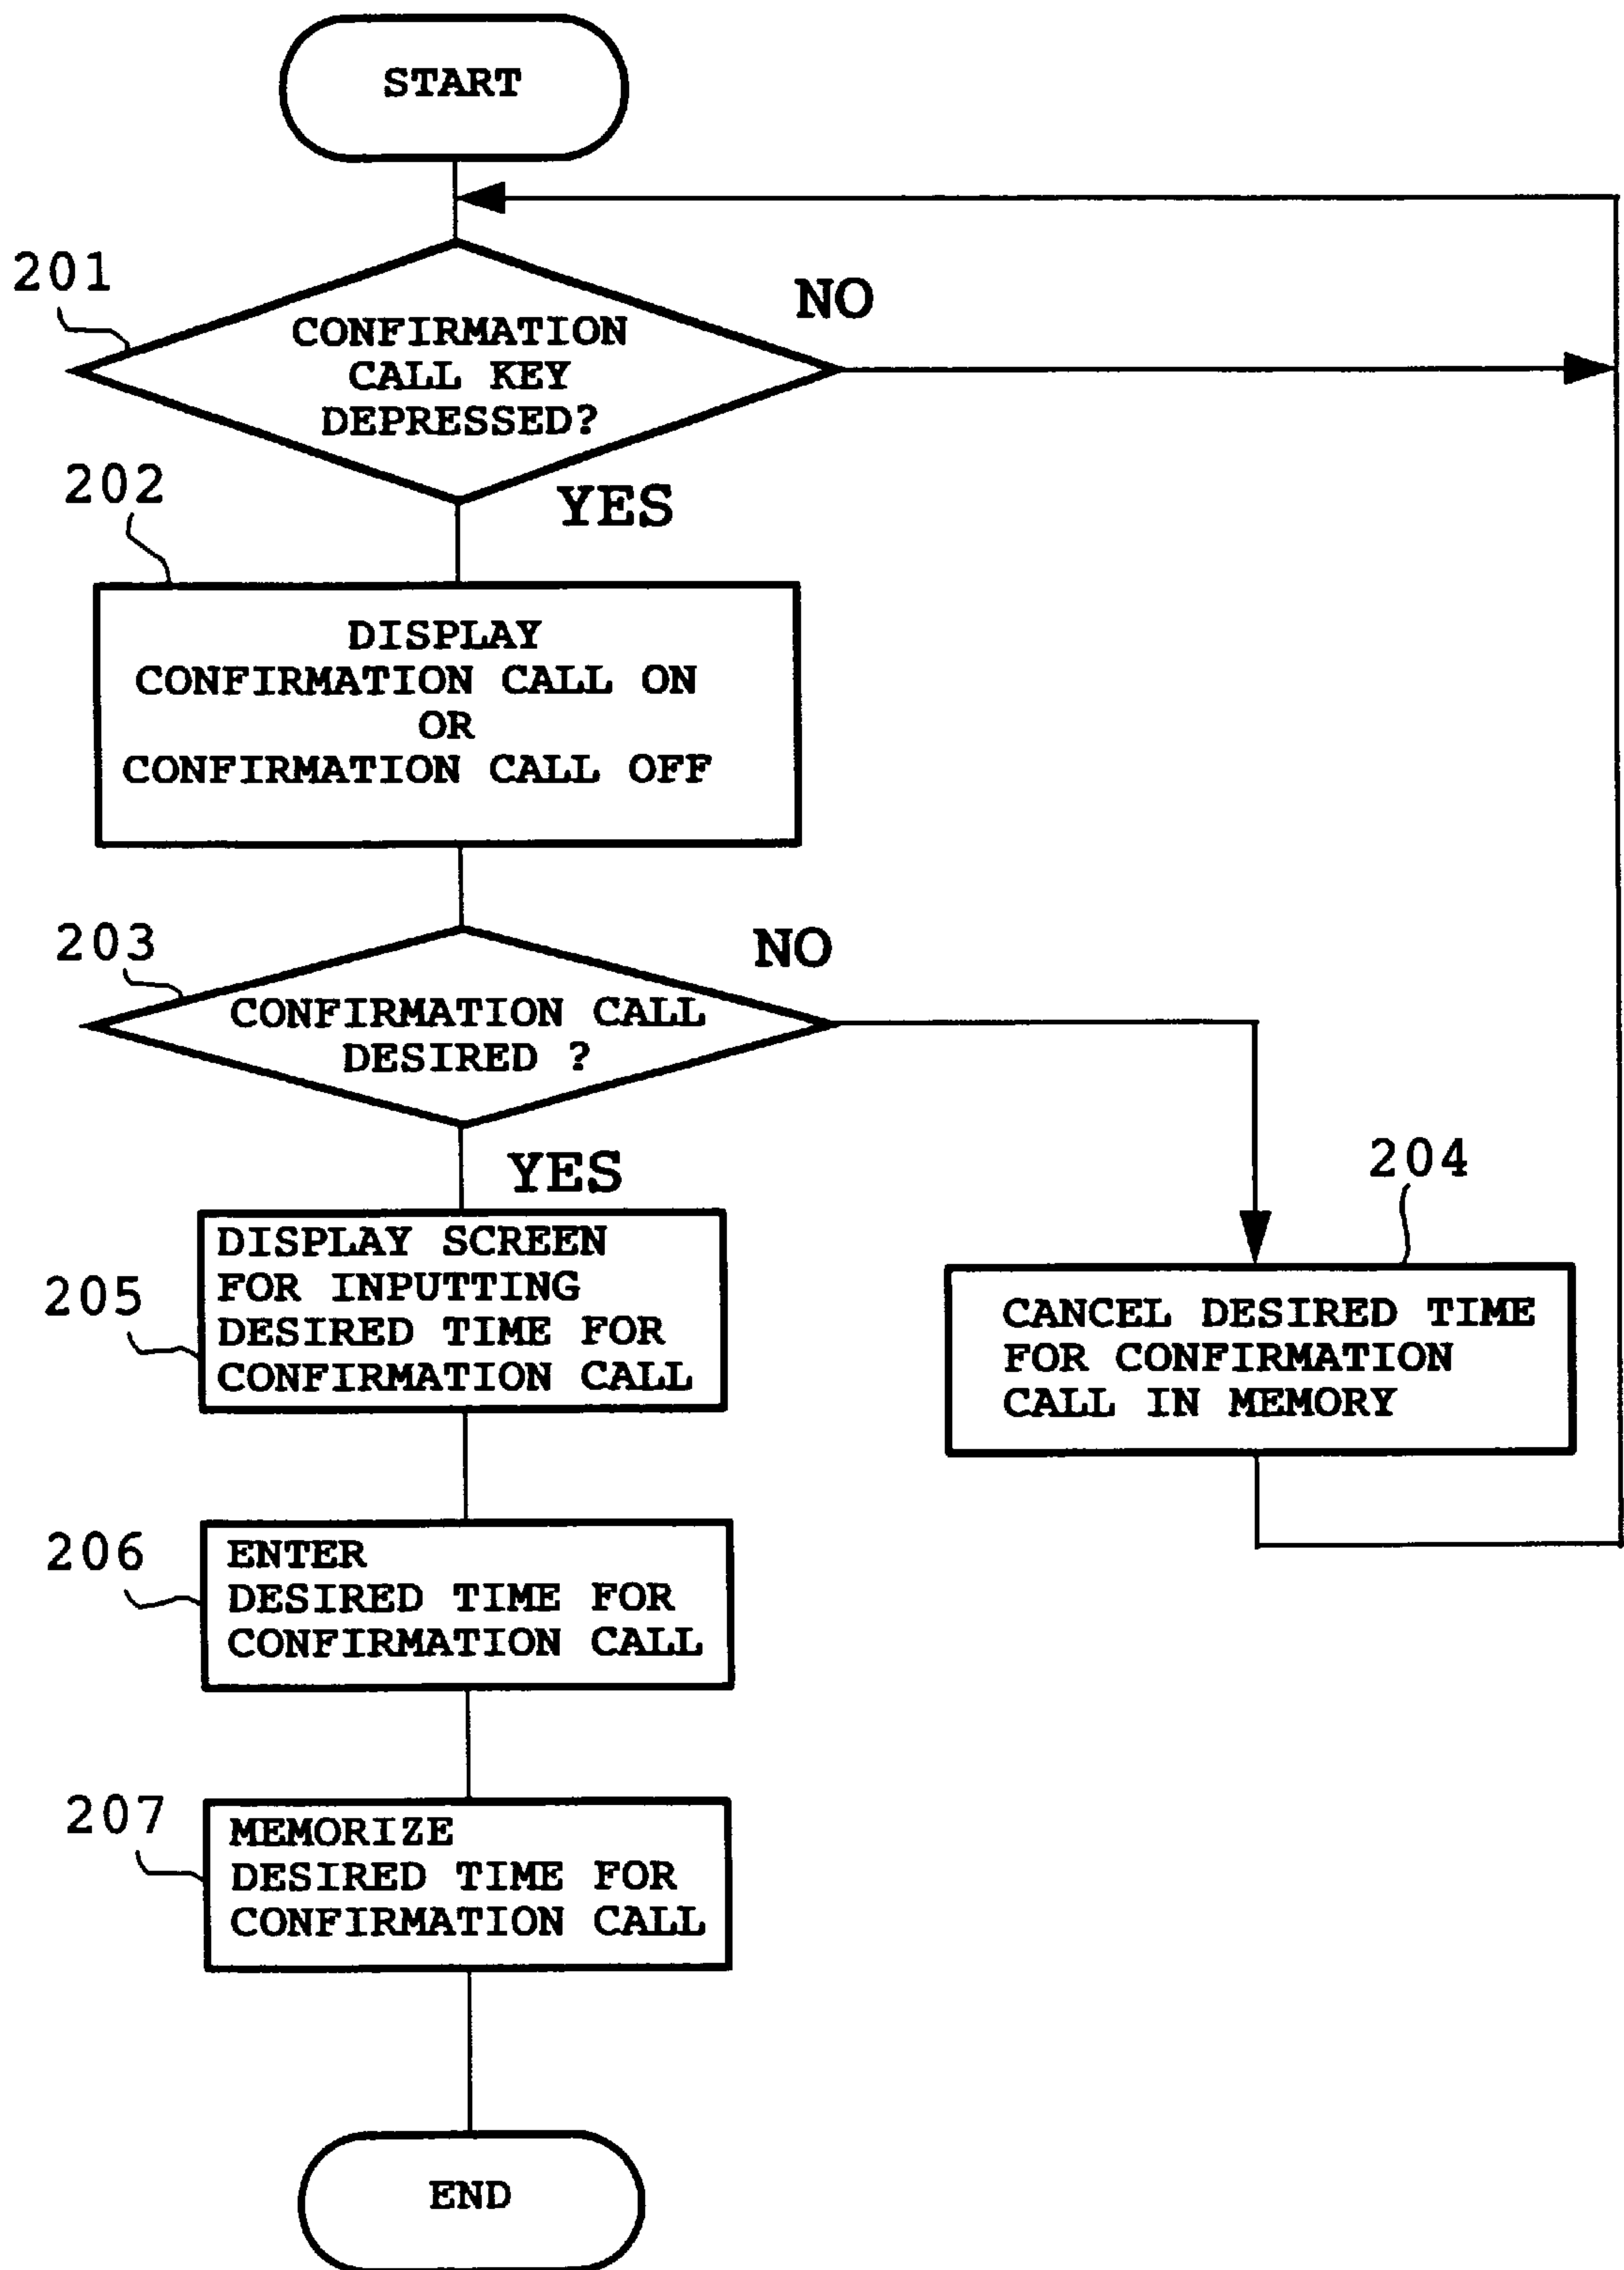 START
201
NO
CONFIRMATION
CALL KEY
DEPRESSED?
202
YES
DISPLAY
CONFIRMATION CALL ON
OR
CONFIRMATION CALL OFF
203
NO
CONFIRMATION CALL
DESIRED ?
YES
204
CANCEL DESIRED TIME
FOR CONFIRMATION
CALL IN MEMORY
205
DISPLAY SCREEN
FOR INPUTTING
DESIRED TIME FOR
CONFIRMATION CALL
206
ENTER
DESIRED TIME FOR
CONFIRMATION CALL
207
MEMORIZE
DESIRED TIME FOR
CONFIRMATION CALL
END